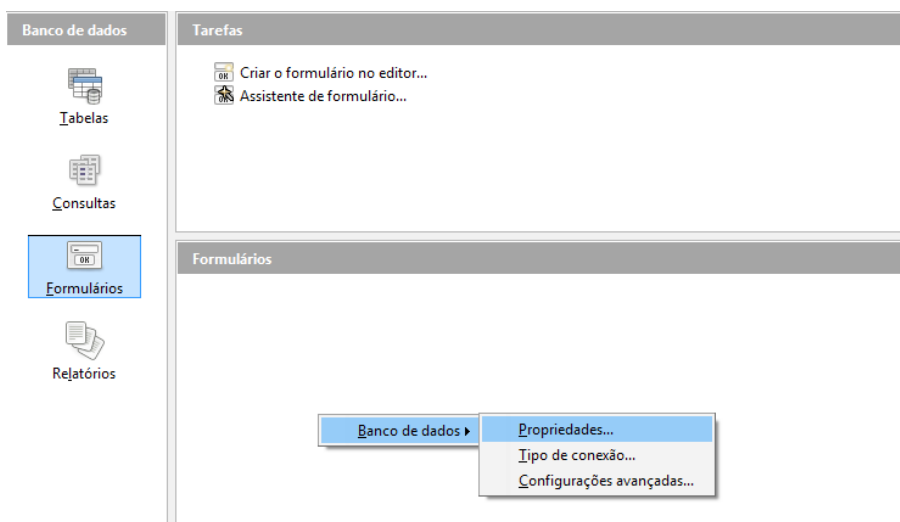 Banco de dados
Tabelas
Consultas
Formulários
Relatórios
Tarefas
OK Criar o formulário no editor...
Assistente de formulário...
Formulários
Banco de dados
Propriedades...
Tipo de conexão...
Configurações avançadas...